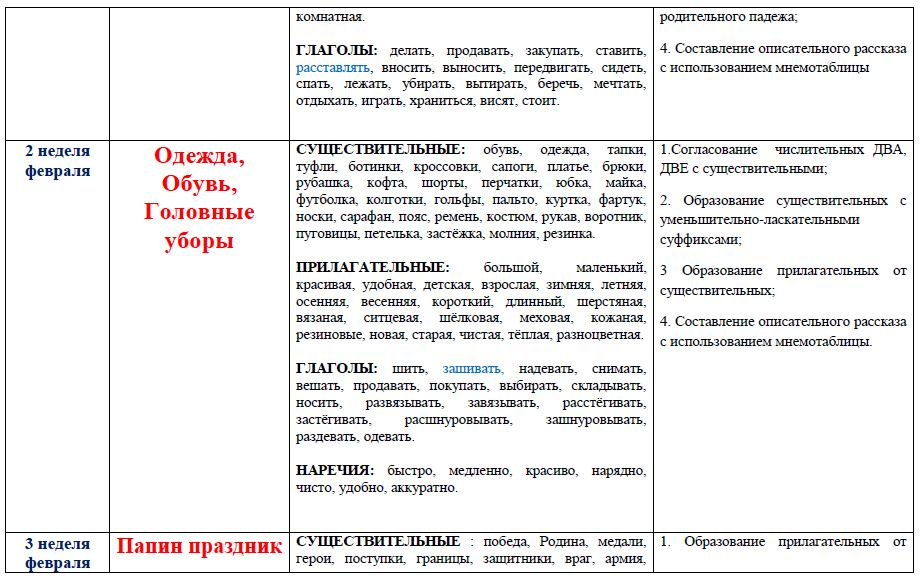 комнатная.
ГЛАГОЛЫ: делать, продавать, закупать, ставить,
расставлять, вносить, выносить, передвигать, сидеть,
спать, лежать, убирать, вытирать, беречь, мечтать,
отдыхать, играть, храниться, висят, стоит.
родительного падежа;
4. Составление описательного рассказа
с использованием мнемотаблицы
2 неделя
февраля
Одежда,
Обувь,
Головные
уборы
СУЩЕСТВИТЕЛЬНЫЕ: обувь, одежда, тапки,
туфли, ботинки, кроссовки, сапоги, платье, брюки,
рубашка, кофта, шорты, перчатки, юбка, майка,
футболка, колготки, гольфы, пальто, куртка, фартук,
носки, сарафан, пояс, ремень, костюм, рукав, воротник,
пуговицы, петелька, застёжка, молния, резинка.
ПРИЛАГАТЕЛЬНЫЕ: большой, маленький,
красивая, удобная, детская, взрослая, зимняя, летняя,
осенняя, весенняя, короткий, длинный, шерстяная,
вязаная, ситцевая, шёлковая, меховая, кожаная,
резиновые, новая, старая, чистая, тёплая, разноцветная.
ГЛАГОЛЫ: шить, зашивать, надевать, снимать,
вешать, продавать, покупать, выбирать, складывать,
носить, развязывать, завязывать, расстёгивать,
застёгивать, расшнуровывать, зашнуровывать,
раздевать, одевать.
НАРЕЧИЯ: быстро, медленно, красиво, нарядно,
чисто, удобно, аккуратно.
1.Согласование числительных ДВА,
ДВЕ с существительными;
2. Образование существительных с
уменьшительно-ласкательными
суффиксами;
3 Образование прилагательных от
существительных;
4. Составление описательного рассказа
с использованием мнемотаблицы.
3 неделя
февраля
Папин праздник
СУЩЕСТВИТЕЛЬНЫЕ : победа, Родина, медали,
герои, поступки, границы, защитники, враг, армия,
1. Образование прилагательных от